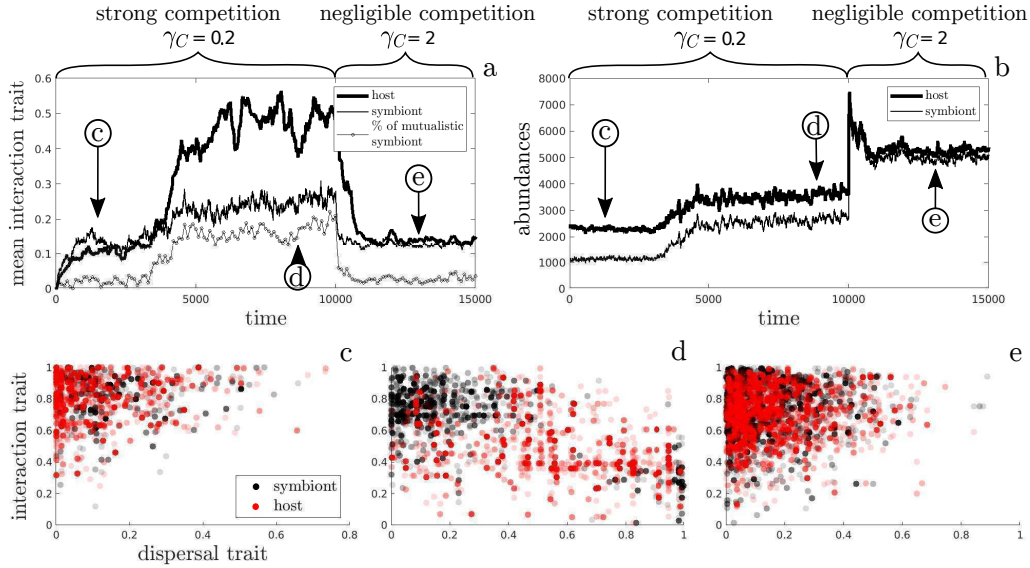 strong competition
γC = 0.2
negligible competition
γC = 2
a
mean interaction trait
0.6
0.5
0.4
0.3
0.2
0.1
0
host
symbiont
% of mutualistic
symbiont
c
e
d
0
5000
10000
15000
time
strong competition
γC = 0.2
negligible competition
γC = 2
b
abundances
8000
7000
6000
5000
4000
3000
2000
1000
0
host
symbiont
c
d
e
0
5000
10000
15000
time
c
interaction trait
1
0.8
0.6
0.4
0.2
0
symbiont
host
0
0.2
0.4
0.6
0.8
dispersal trait
d
1
0.8
0.6
0.4
0.2
0
0
0.2
0.4
0.6
0.8
1
e
1
0.8
0.6
0.4
0.2
0
0
0.2
0.4
0.6
0.8
1